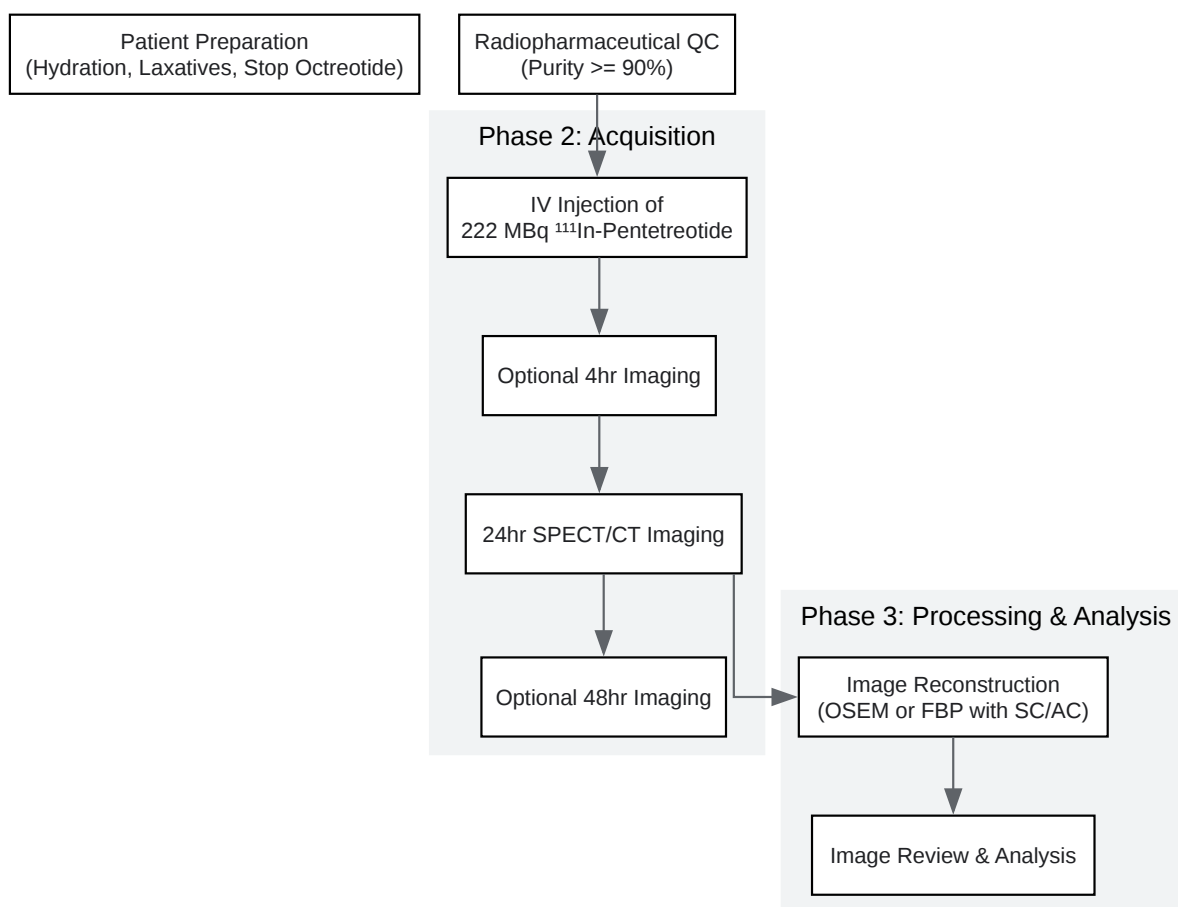 Patient Preparation
(Hydration, Laxatives, Stop Octreotide)
Radiopharmaceutical QC
(Purity >= 90%)
Phase 2: Acquisition
IV Injection of
222 MBq ¹¹¹In-Pentetreotide
Optional 4hr Imaging
24hr SPECT/CT Imaging
Optional 48hr Imaging
Phase 3: Processing & Analysis
Image Reconstruction
(OSEM or FBP with SC/AC)
Image Review & Analysis